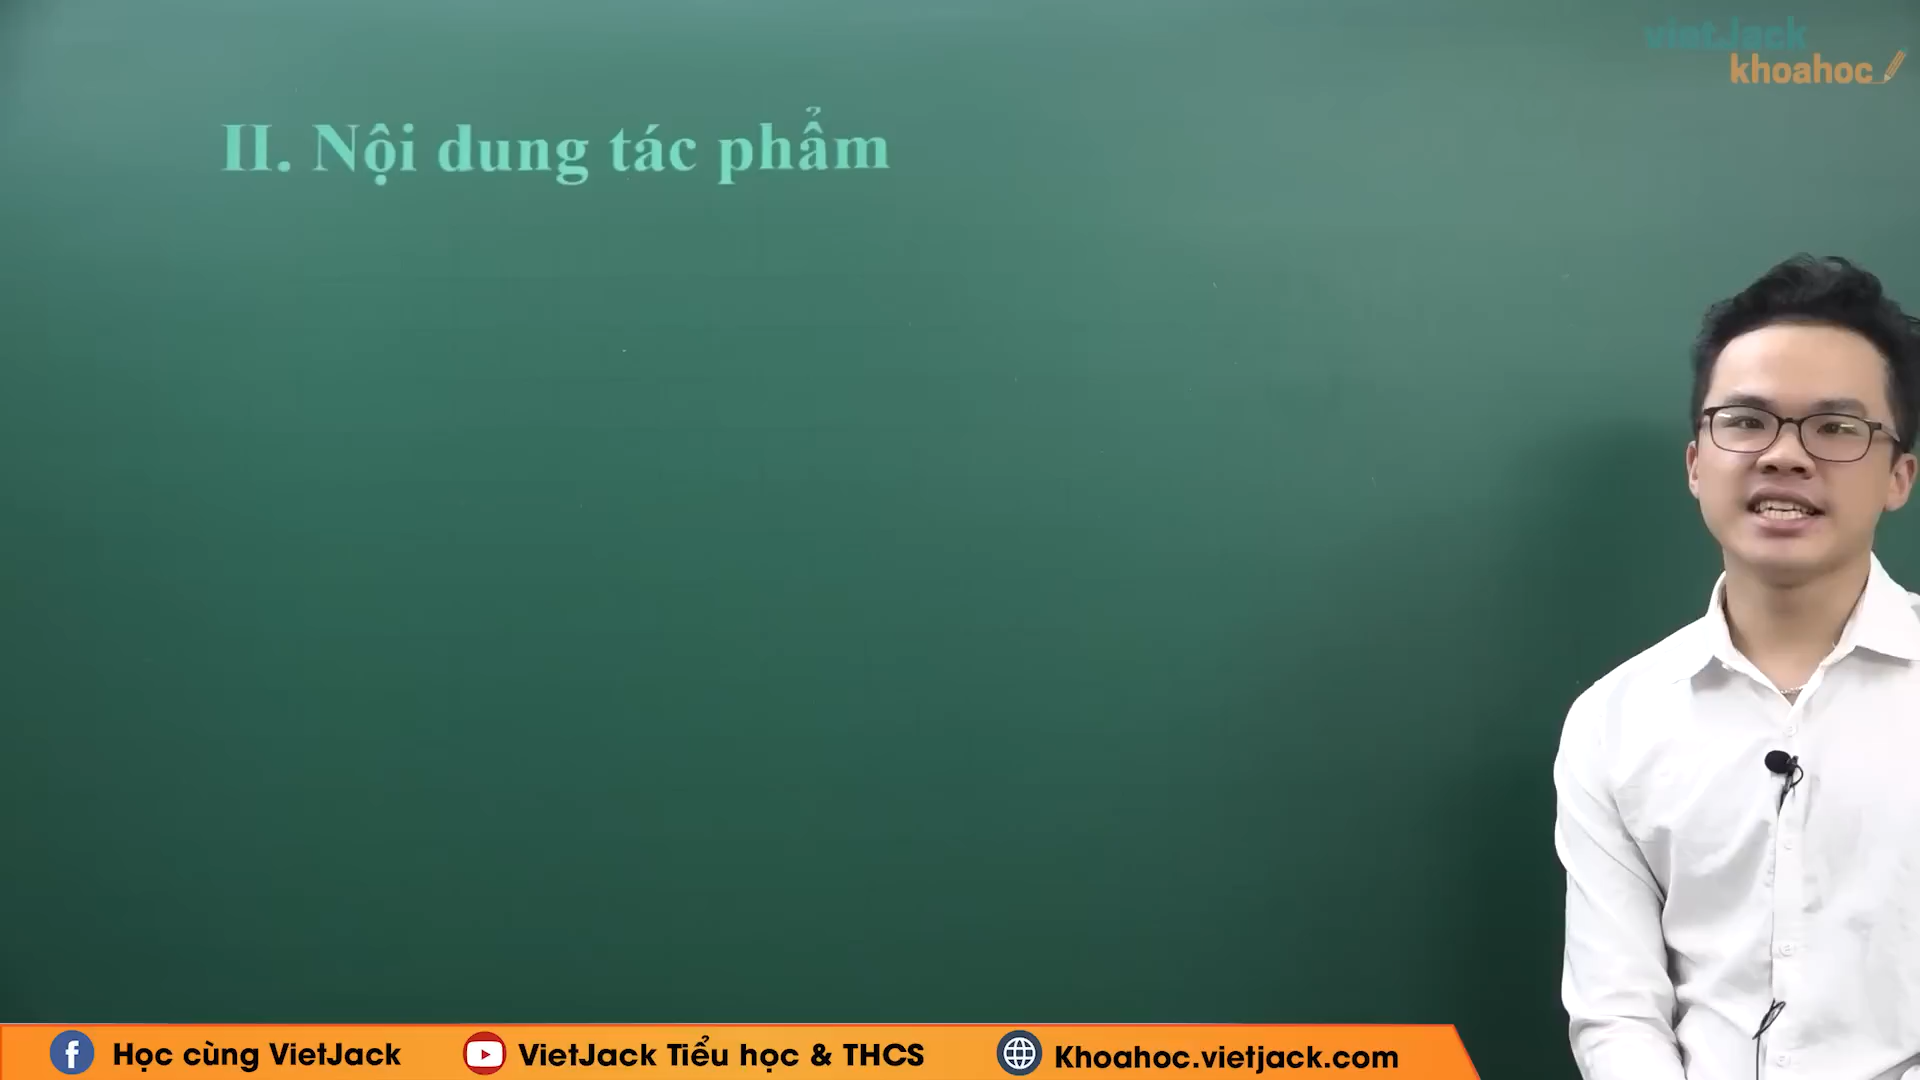 vietJack
khoahoc
II. Nội dung tác phẩm
Học cùng VietJack
VietJack Tiểu học & THCS
Khoahoc.vietjack.com